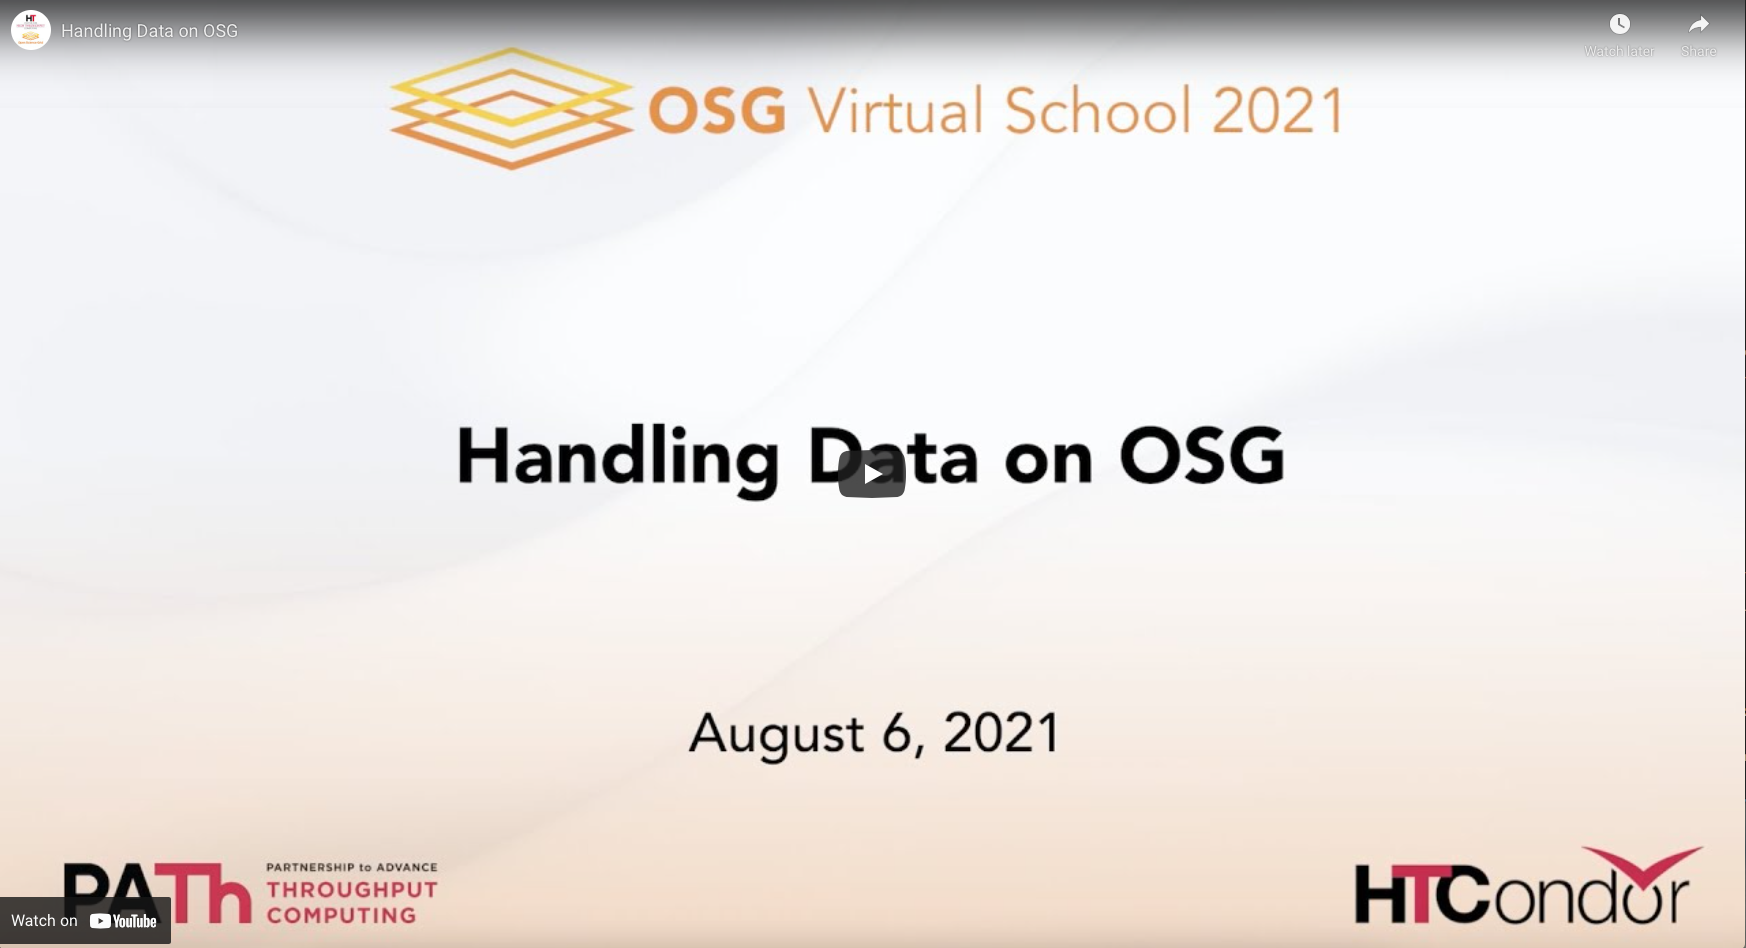 Handling Data on OSG
Watch later
Share
OSG Virtual School 2021
Handling Data on OSG
August 6, 2021
PATh
PARTNERSHIP to ADVANCE
THROUGHPUT
COMPUTING
HTCondor
Watch on YouTube